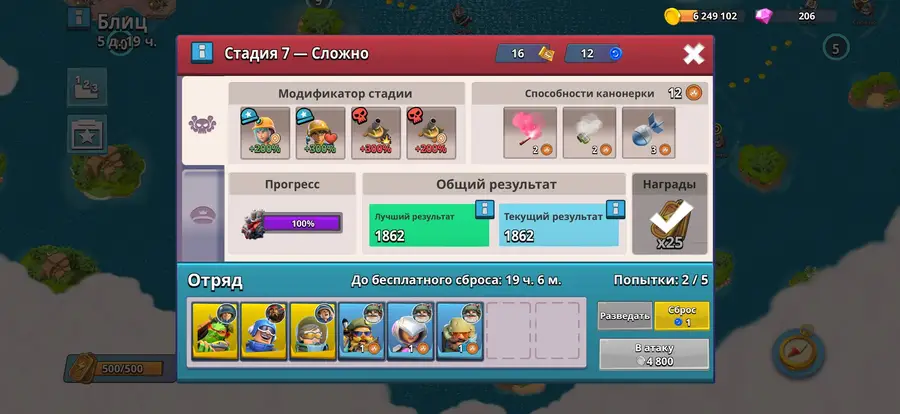 Блиц
5 д. 19 ч.
9
6 249 102
206
5
Стадия 7 — Сложно
16
12
Модификатор стадии
+200%
+300%
+300%
+200%
Способности канонерки
12
2
2
3
Прогресс
100%
Общий результат
Лучший результат
1862
Текущий результат
1862
Награды
x25
Отряд
До бесплатного сброса: 19 ч. 6 м.
Попытки: 2 / 5
1
1
1
Разведать
Сброс
1
В атаку
4 800
500/500